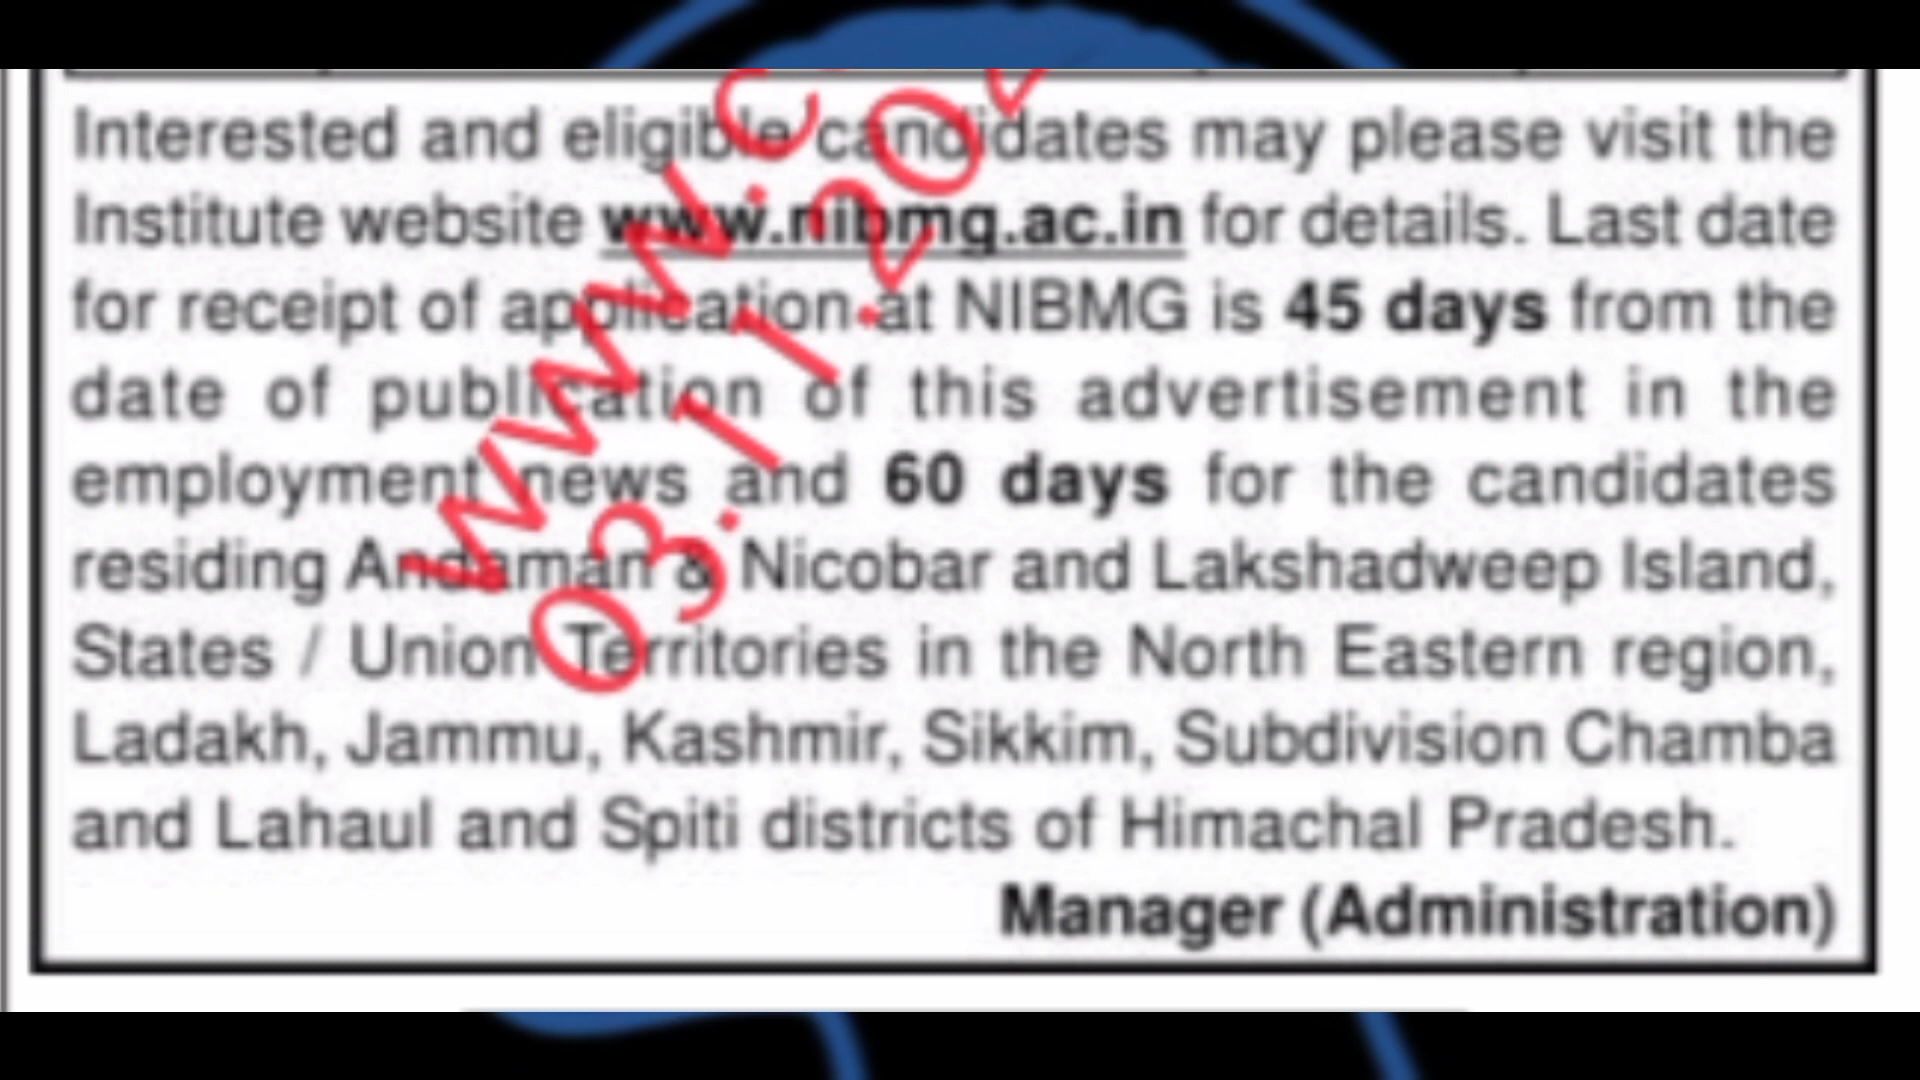 Interested and eligible candidates may please visit the
Institute website www.nibmg.ac.in for details. Last date
for receipt of application at NIBMG is 45 days from the
date of publication of this advertisement in the
employment news and 60 days for the candidates
residing Andaman & Nicobar and Lakshadweep Island,
States / Union Territories in the North Eastern region,
Ladakh, Jammu, Kashmir, Sikkim, Subdivision Chamba
and Lahaul and Spiti districts of Himachal Pradesh.
Manager (Administration)